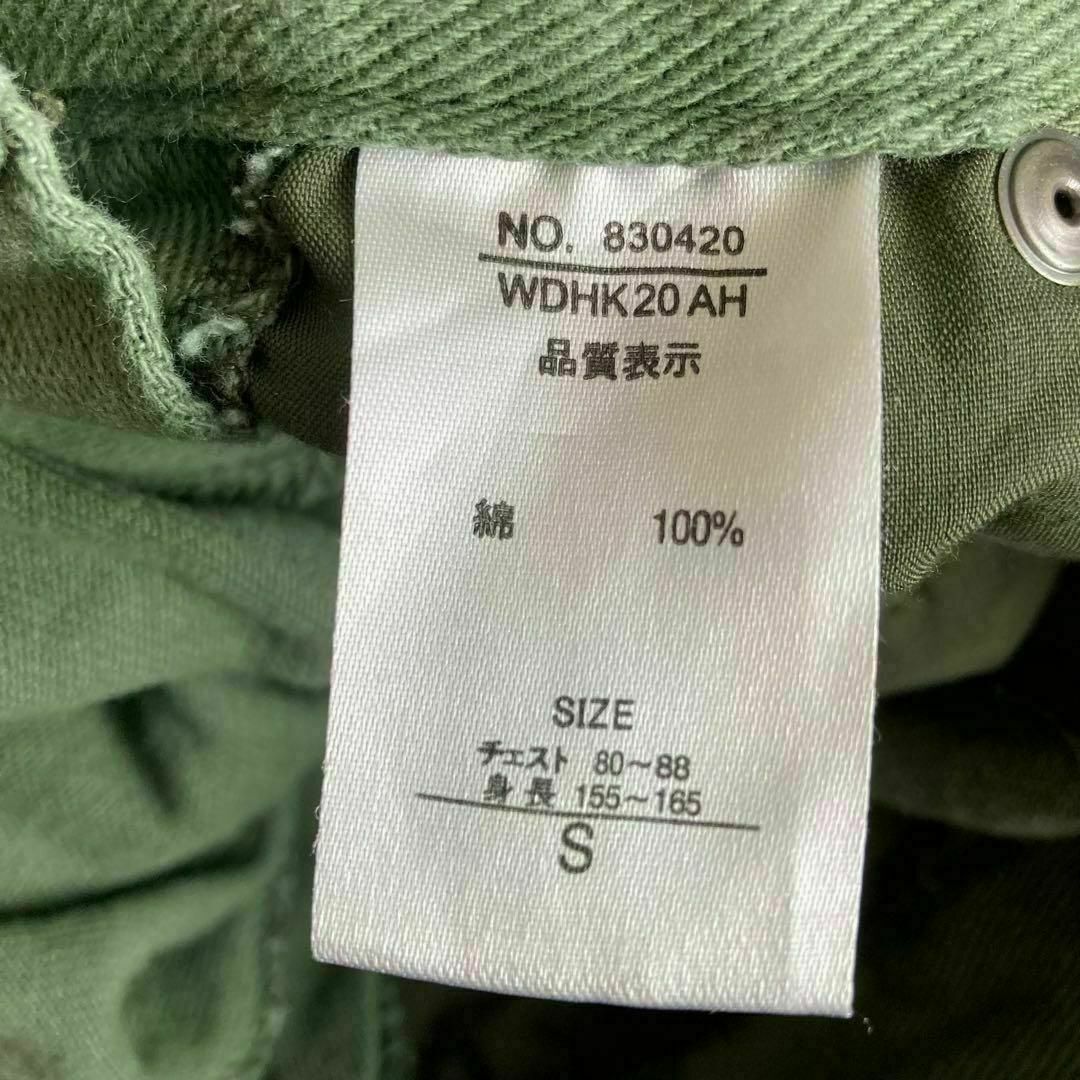 NO. 830420
WDHK20AH
品質表示
綿 100%
SIZE
チェスト 80~88
身長 155~165
S